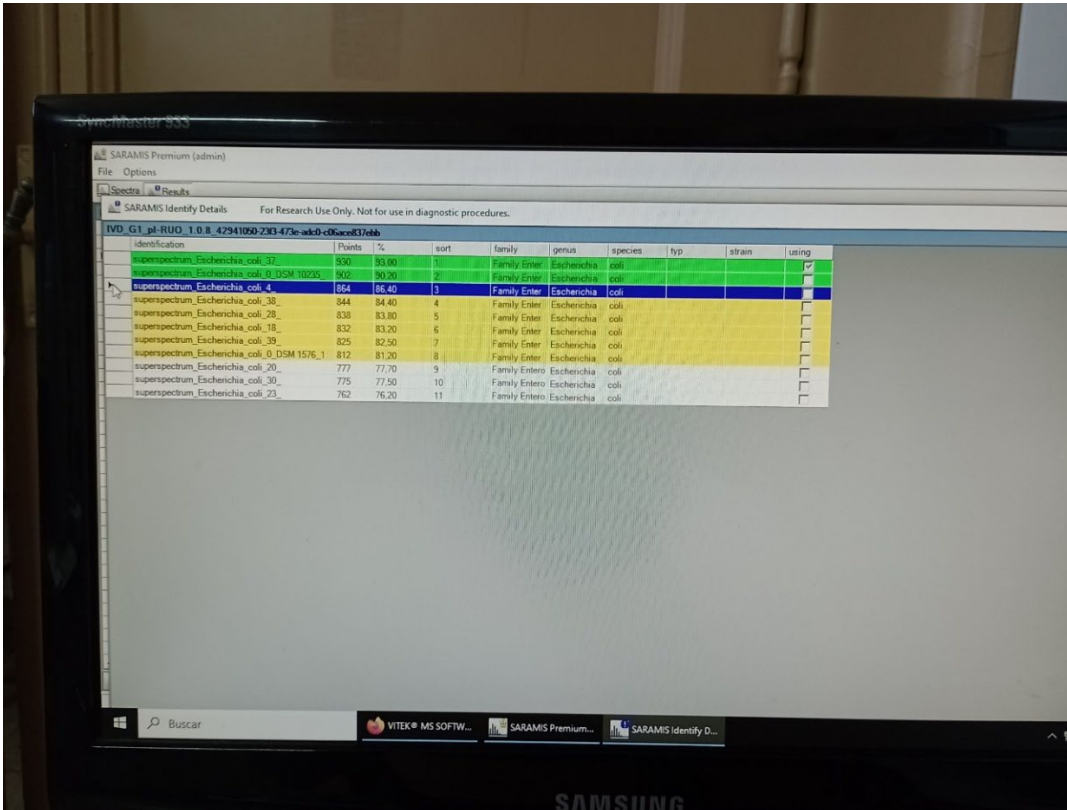 SyncMaster 933
SARAMIS Premium (admin)
File Options
Spectra Results
SARAMIS Identify Details For Research Use Only. Not for use in diagnostic procedures.
IVD_G1_pl-RUO_1.0.8_42941050-23f3-473e-adc0-c06ace837ebb
identification Points % sort family genus species typ strain using
superspectrum_Escherichia_coli_37_ 930 93,00 1 Family Enter Escherichia coli
superspectrum_Escherichia_coli_0_DSM 10235_ 902 90,20 2 Family Enter Escherichia coli
superspectrum_Escherichia_coli_4_ 864 86,40 3 Family Enter Escherichia coli
superspectrum_Escherichia_coli_38_ 844 84,40 4 Family Enter Escherichia coli
superspectrum_Escherichia_coli_28_ 838 83,80 5 Family Enter Escherichia coli
superspectrum_Escherichia_coli_18_ 832 83,20 6 Family Enter Escherichia coli
superspectrum_Escherichia_coli_39_ 825 82,50 7 Family Enter Escherichia coli
superspectrum_Escherichia_coli_0_DSM 1576_1 812 81,20 8 Family Enter Escherichia coli
superspectrum_Escherichia_coli_20_ 777 77,70 9 Family Entero Escherichia coli
superspectrum_Escherichia_coli_30_ 775 77,50 10 Family Entero Escherichia coli
superspectrum_Escherichia_coli_23_ 762 76,20 11 Family Entero Escherichia coli
Buscar VITEK® MS SOFTW... SARAMIS Premium... SARAMIS Identify D...
SAMSUNG